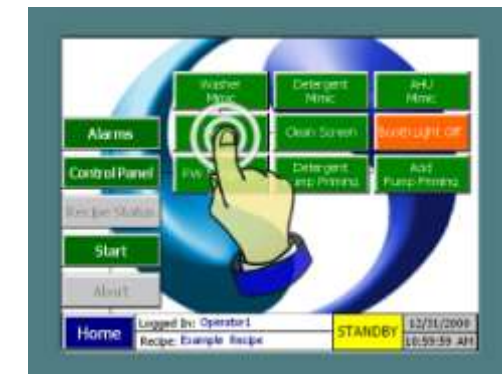 Washer
Mimic
Detergent
Mimic
AHU
Mimic
Alarms
Clean Screen
Booth Light Off
Control Panel
PW
Detergent
Pump Priming
Acid
Pump Priming
Recipe Status
Start
Abort
Home
Logged In: Operator1
Recipe: Example Recipe
STANDBY
12/31/2000
10:59:59 AM